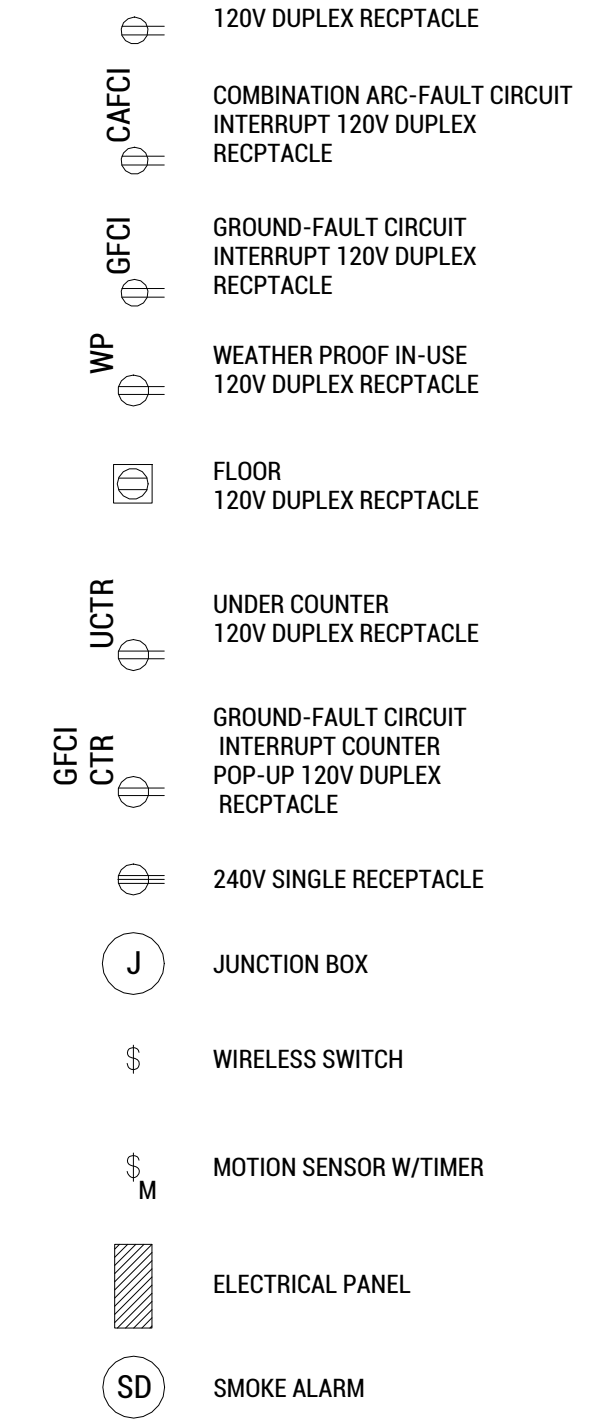 120V DUPLEX RECPTACLE
CAFCI
COMBINATION ARC-FAULT CIRCUIT
INTERRUPT 120V DUPLEX
RECPTACLE
GFCI
GROUND-FAULT CIRCUIT
INTERRUPT 120V DUPLEX
RECPTACLE
WP
WEATHER PROOF IN-USE
120V DUPLEX RECPTACLE
FLOOR
120V DUPLEX RECPTACLE
UCTR
UNDER COUNTER
120V DUPLEX RECPTACLE
GFCI
CTR
GROUND-FAULT CIRCUIT
INTERRUPT COUNTER
POP-UP 120V DUPLEX
RECPTACLE
240V SINGLE RECEPTACLE
J
JUNCTION BOX
$
WIRELESS SWITCH
$
M
MOTION SENSOR W/TIMER
ELECTRICAL PANEL
SD
SMOKE ALARM